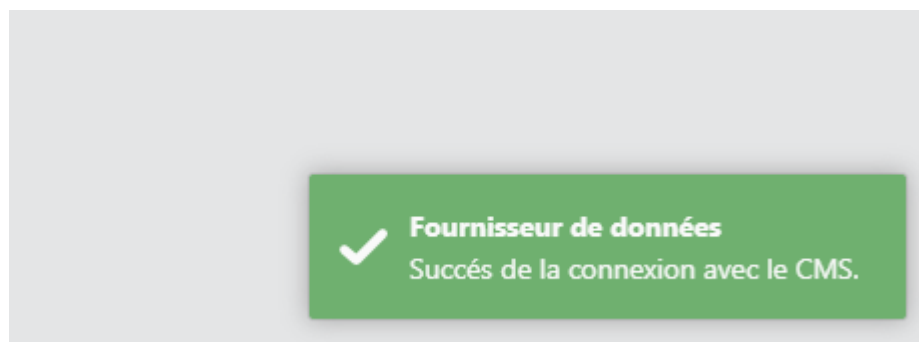 Fournisseur de données
Succés de la connexion avec le CMS.